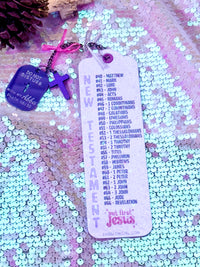 NEW TESTAMENT
#40 - MATTHEW
#41 - MARK
#42 - LUKE
#43 - JOHN
#44 - ACTS
#45 - ROMANS
#46 - 1 CORINTHIANS
#47 - 2 CORINTHIANS
#48 - GALATIANS
#49 - EPHESIANS
#50 - PHILIPPIANS
#51 - COLOSSIANS
#52 - 1 THESSALONIANS
#53 - 2 THESSALONIANS
#54 - 1 TIMOTHY
#55 - 2 TIMOTHY
#56 - TITUS
#57 - PHILEMON
#58 - HEBREWS
#59 - JAMES
#60 - 1 PETER
#61 - 2 PETER
#62 - 1 JOHN
#63 - 2 JOHN
#64 - 3 JOHN
#65 - JUDE
#66 - REVELATION
"but first"
Jesus
DO NOT